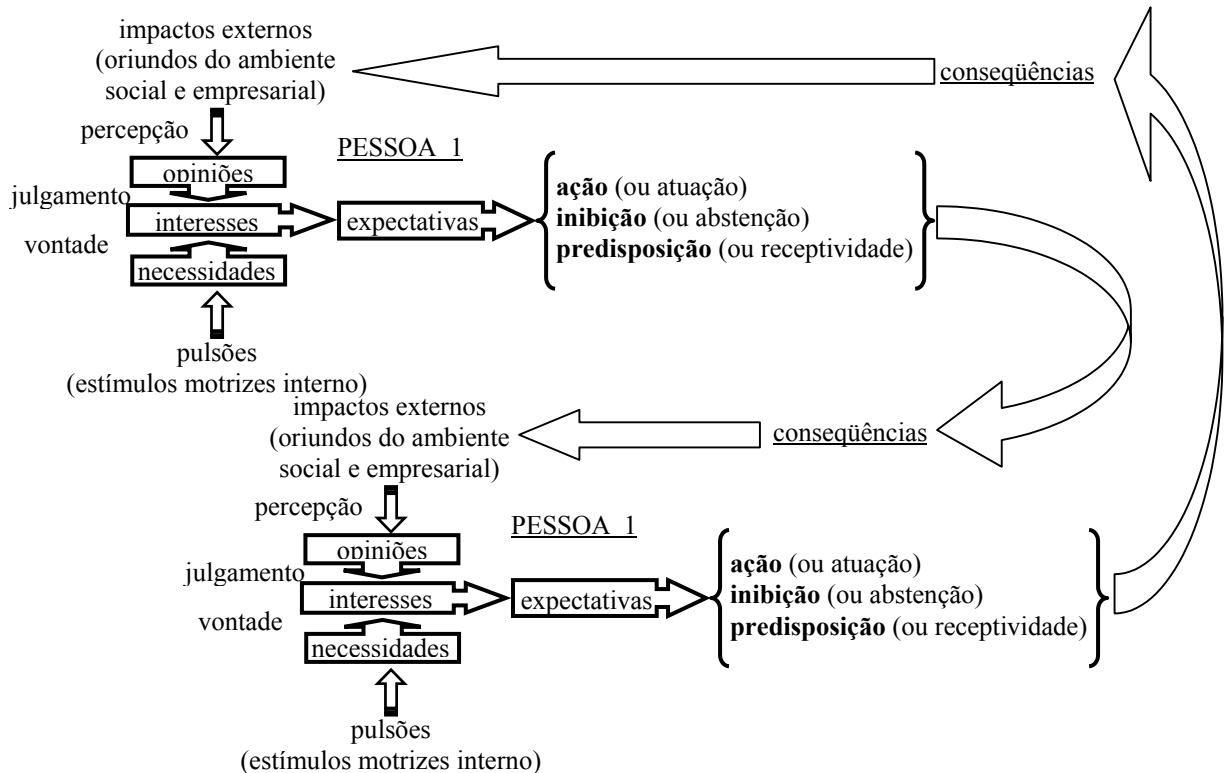 impactos externos
(oriundos do ambiente
social e empresarial)
conseqüências
percepção
PESSOA 1
opiniões
julgamento
interesses
expectativas
vontade
necessidades
ação (ou atuação)
inibição (ou abstenção)
predisposição (ou receptividade)
pulsões
(estímulos motrizes interno)
impactos externos
(oriundos do ambiente
social e empresarial)
conseqüências
percepção
PESSOA 1
opiniões
julgamento
interesses
expectativas
vontade
necessidades
ação (ou atuação)
inibição (ou abstenção)
predisposição (ou receptividade)
pulsões
(estímulos motrizes interno)